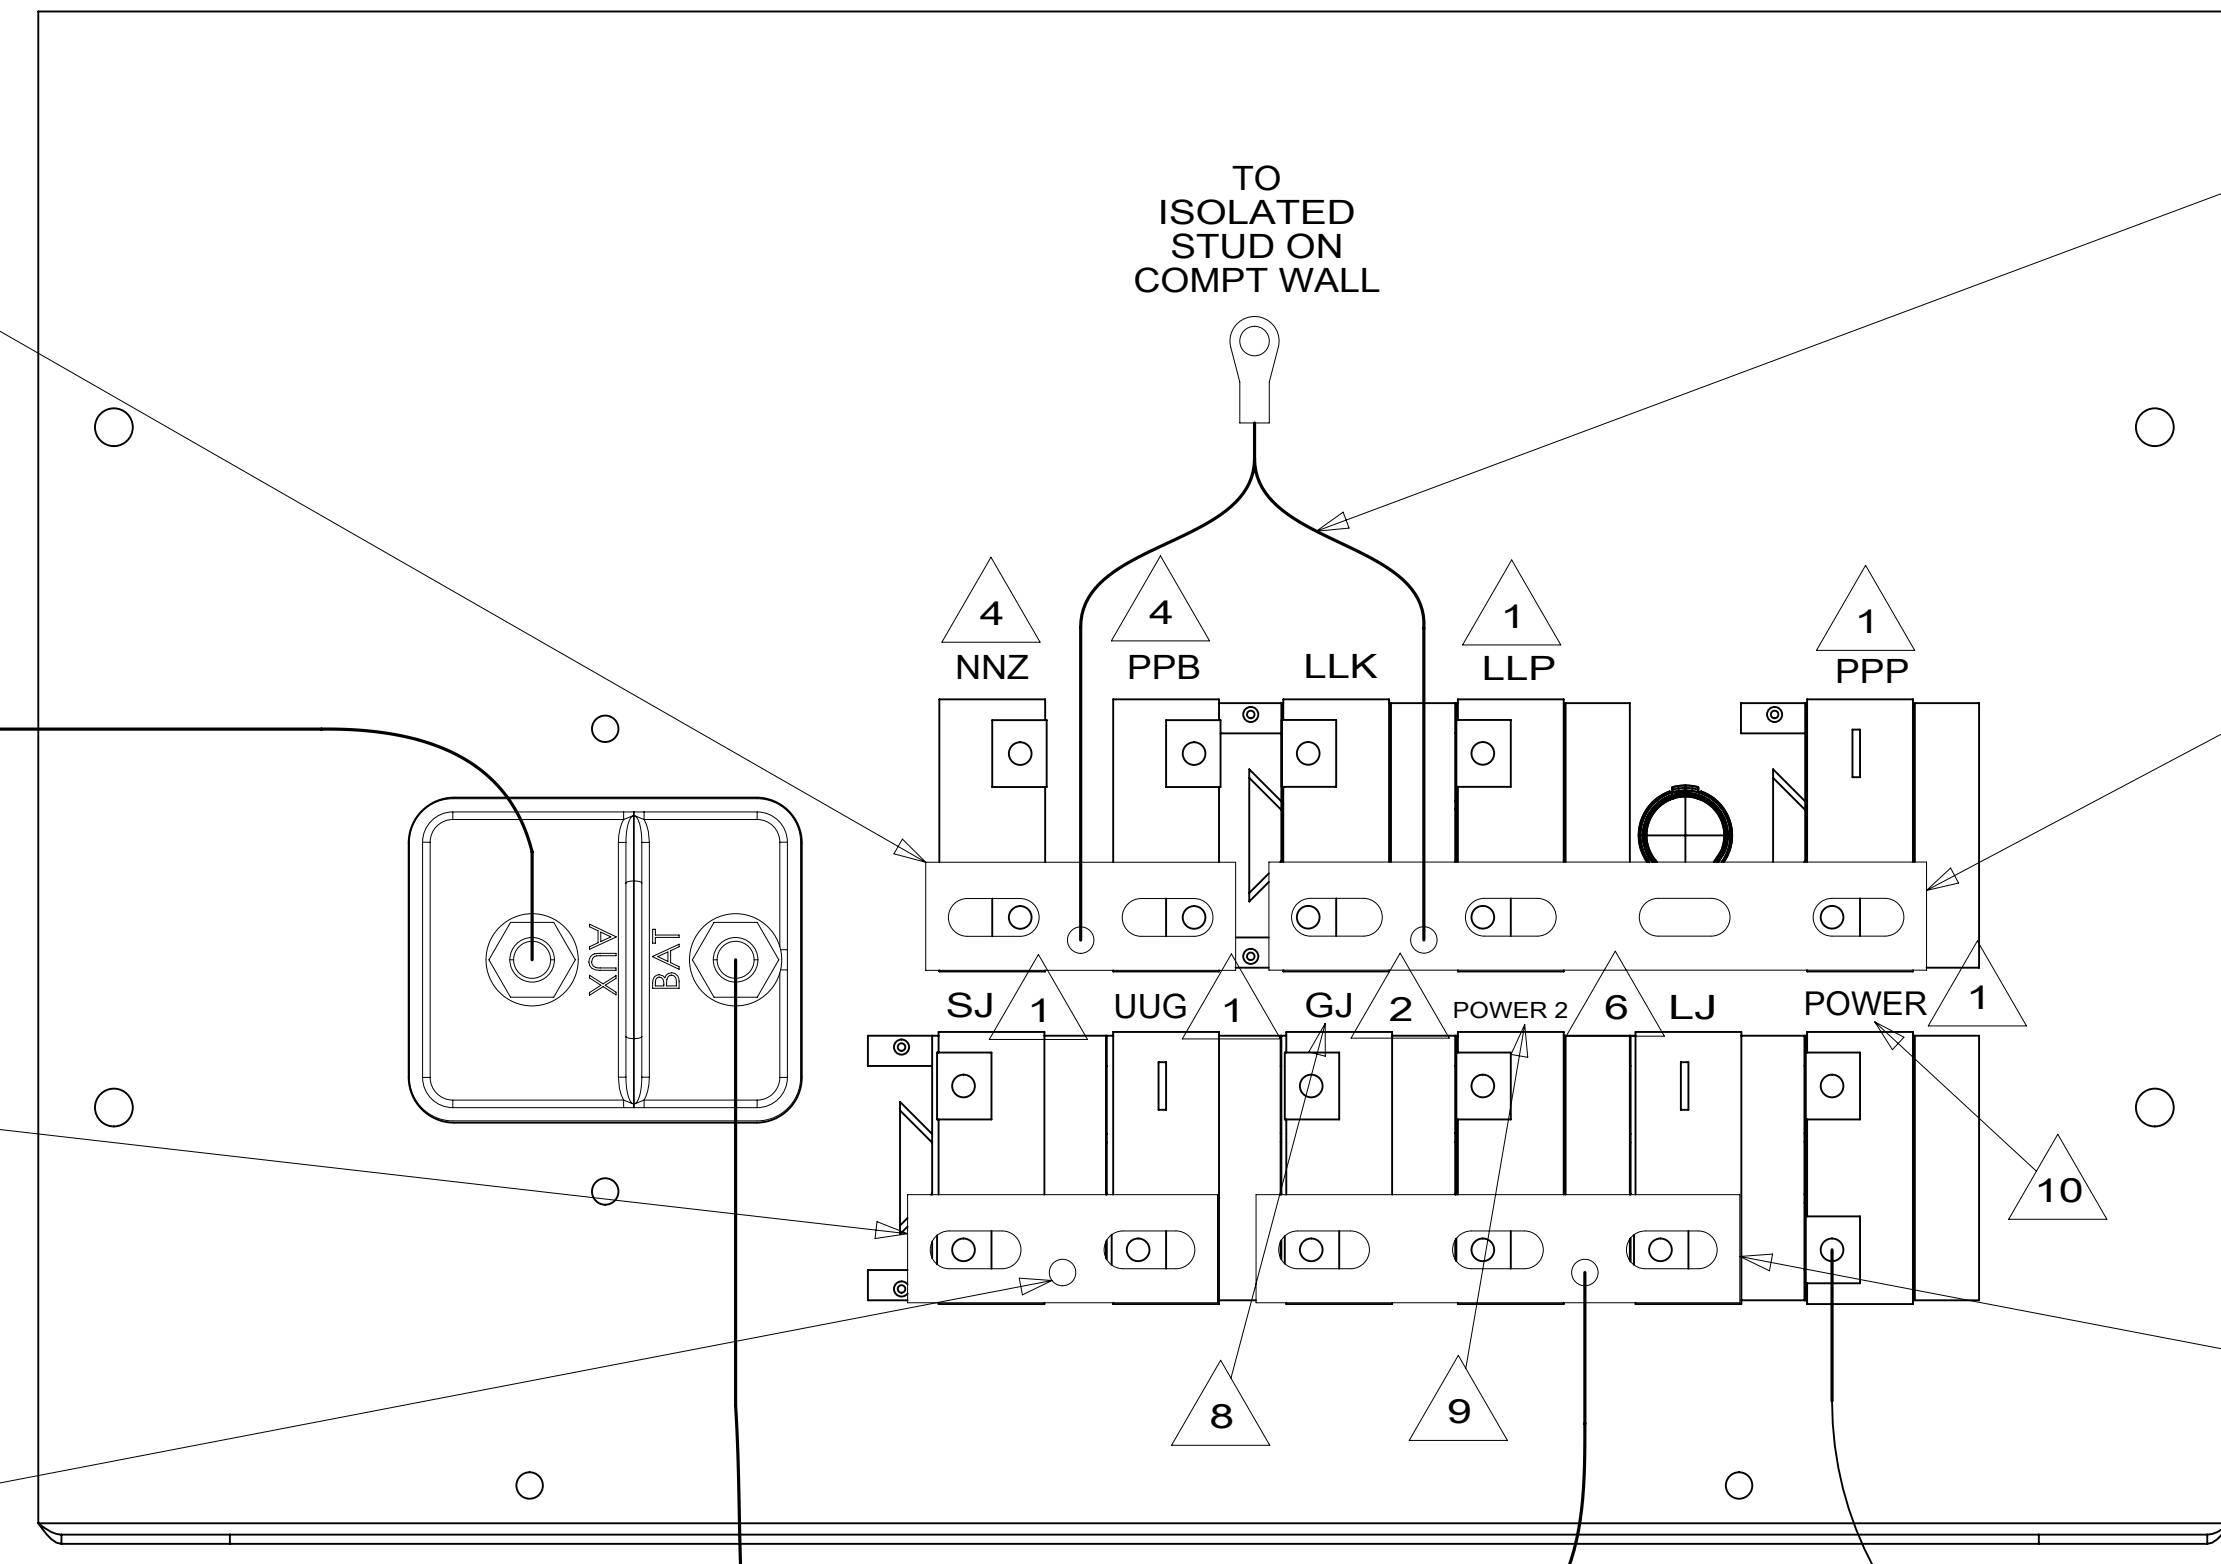 TO
ISOLATED
STUD ON
COMPT WALL
4
4
1
1
NNZ
PPB
LLK
LLP
PPP
AUX
BAT
SJ
1
UUG
1
GJ
2
POWER 2
6
LJ
POWER
1
10
8
9